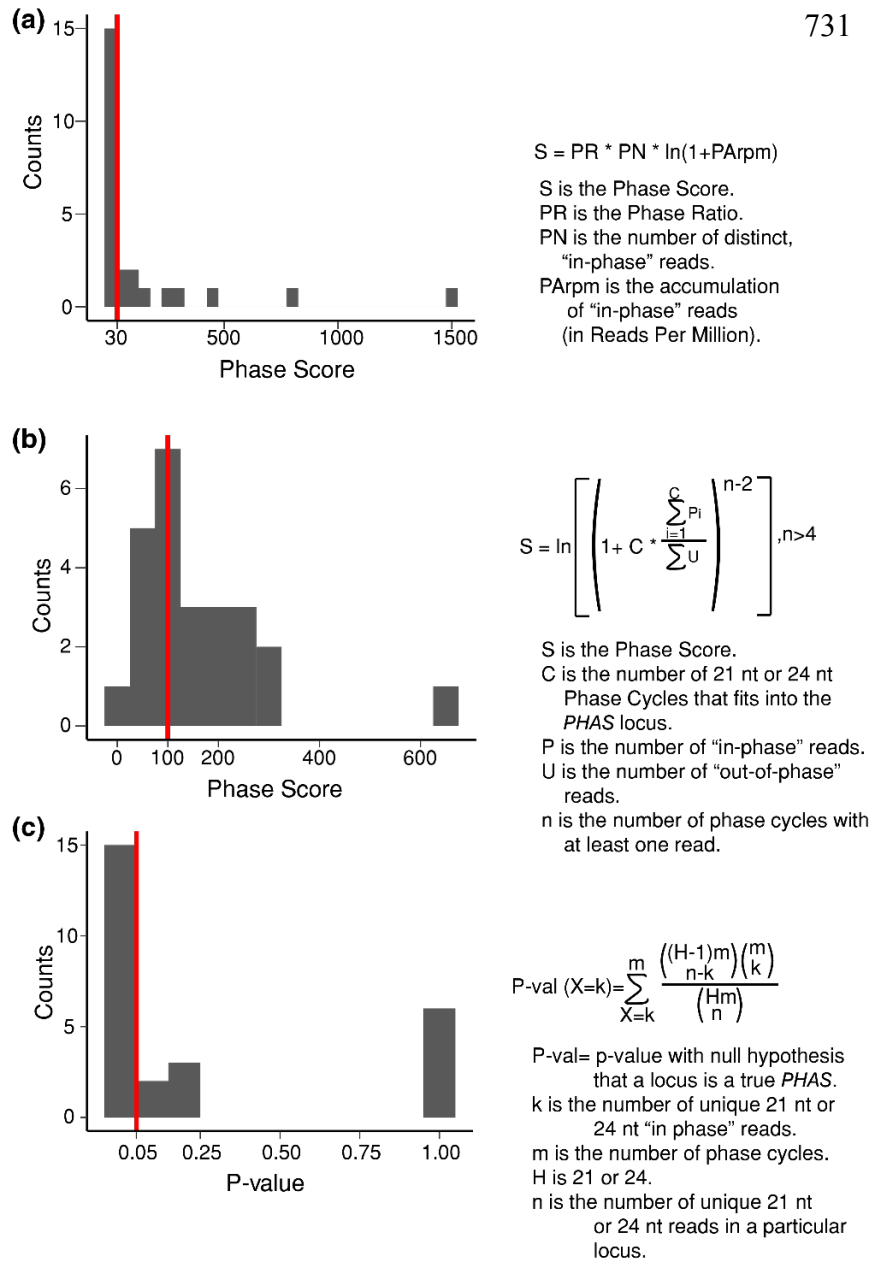 (a)
731
15
10
5
0
Counts
30 500 1000 1500
Phase Score
S = PR * PN * ln(1+PArpm)
S is the Phase Score.
PR is the Phase Ratio.
PN is the number of distinct,
“in-phase” reads.
PArpm is the accumulation
of “in-phase” reads
(in Reads Per Million).
(b)
6
4
2
0
Counts
0 100 200 400 600
Phase Score
S = ln[(1+ C * ∑Pi i=1 C / ∑U)n-2] ,n>4
S is the Phase Score.
C is the number of 21 nt or 24 nt
Phase Cycles that fits into the
PHAS locus.
P is the number of “in-phase” reads.
U is the number of “out-of-phase”
reads.
n is the number of phase cycles with
at least one read.
(c)
15
10
5
0
Counts
0.05 0.25 0.50 0.75 1.00
P-value
P-val (X=k)=∑ X=k m ((H-1)m n-k)(m k) / (Hm n)
P-val= p-value with null hypothesis
that a locus is a true PHAS.
k is the number of unique 21 nt or
24 nt “in phase” reads.
m is the number of phase cycles.
H is 21 or 24.
n is the number of unique 21 nt
or 24 nt reads in a particular
locus.